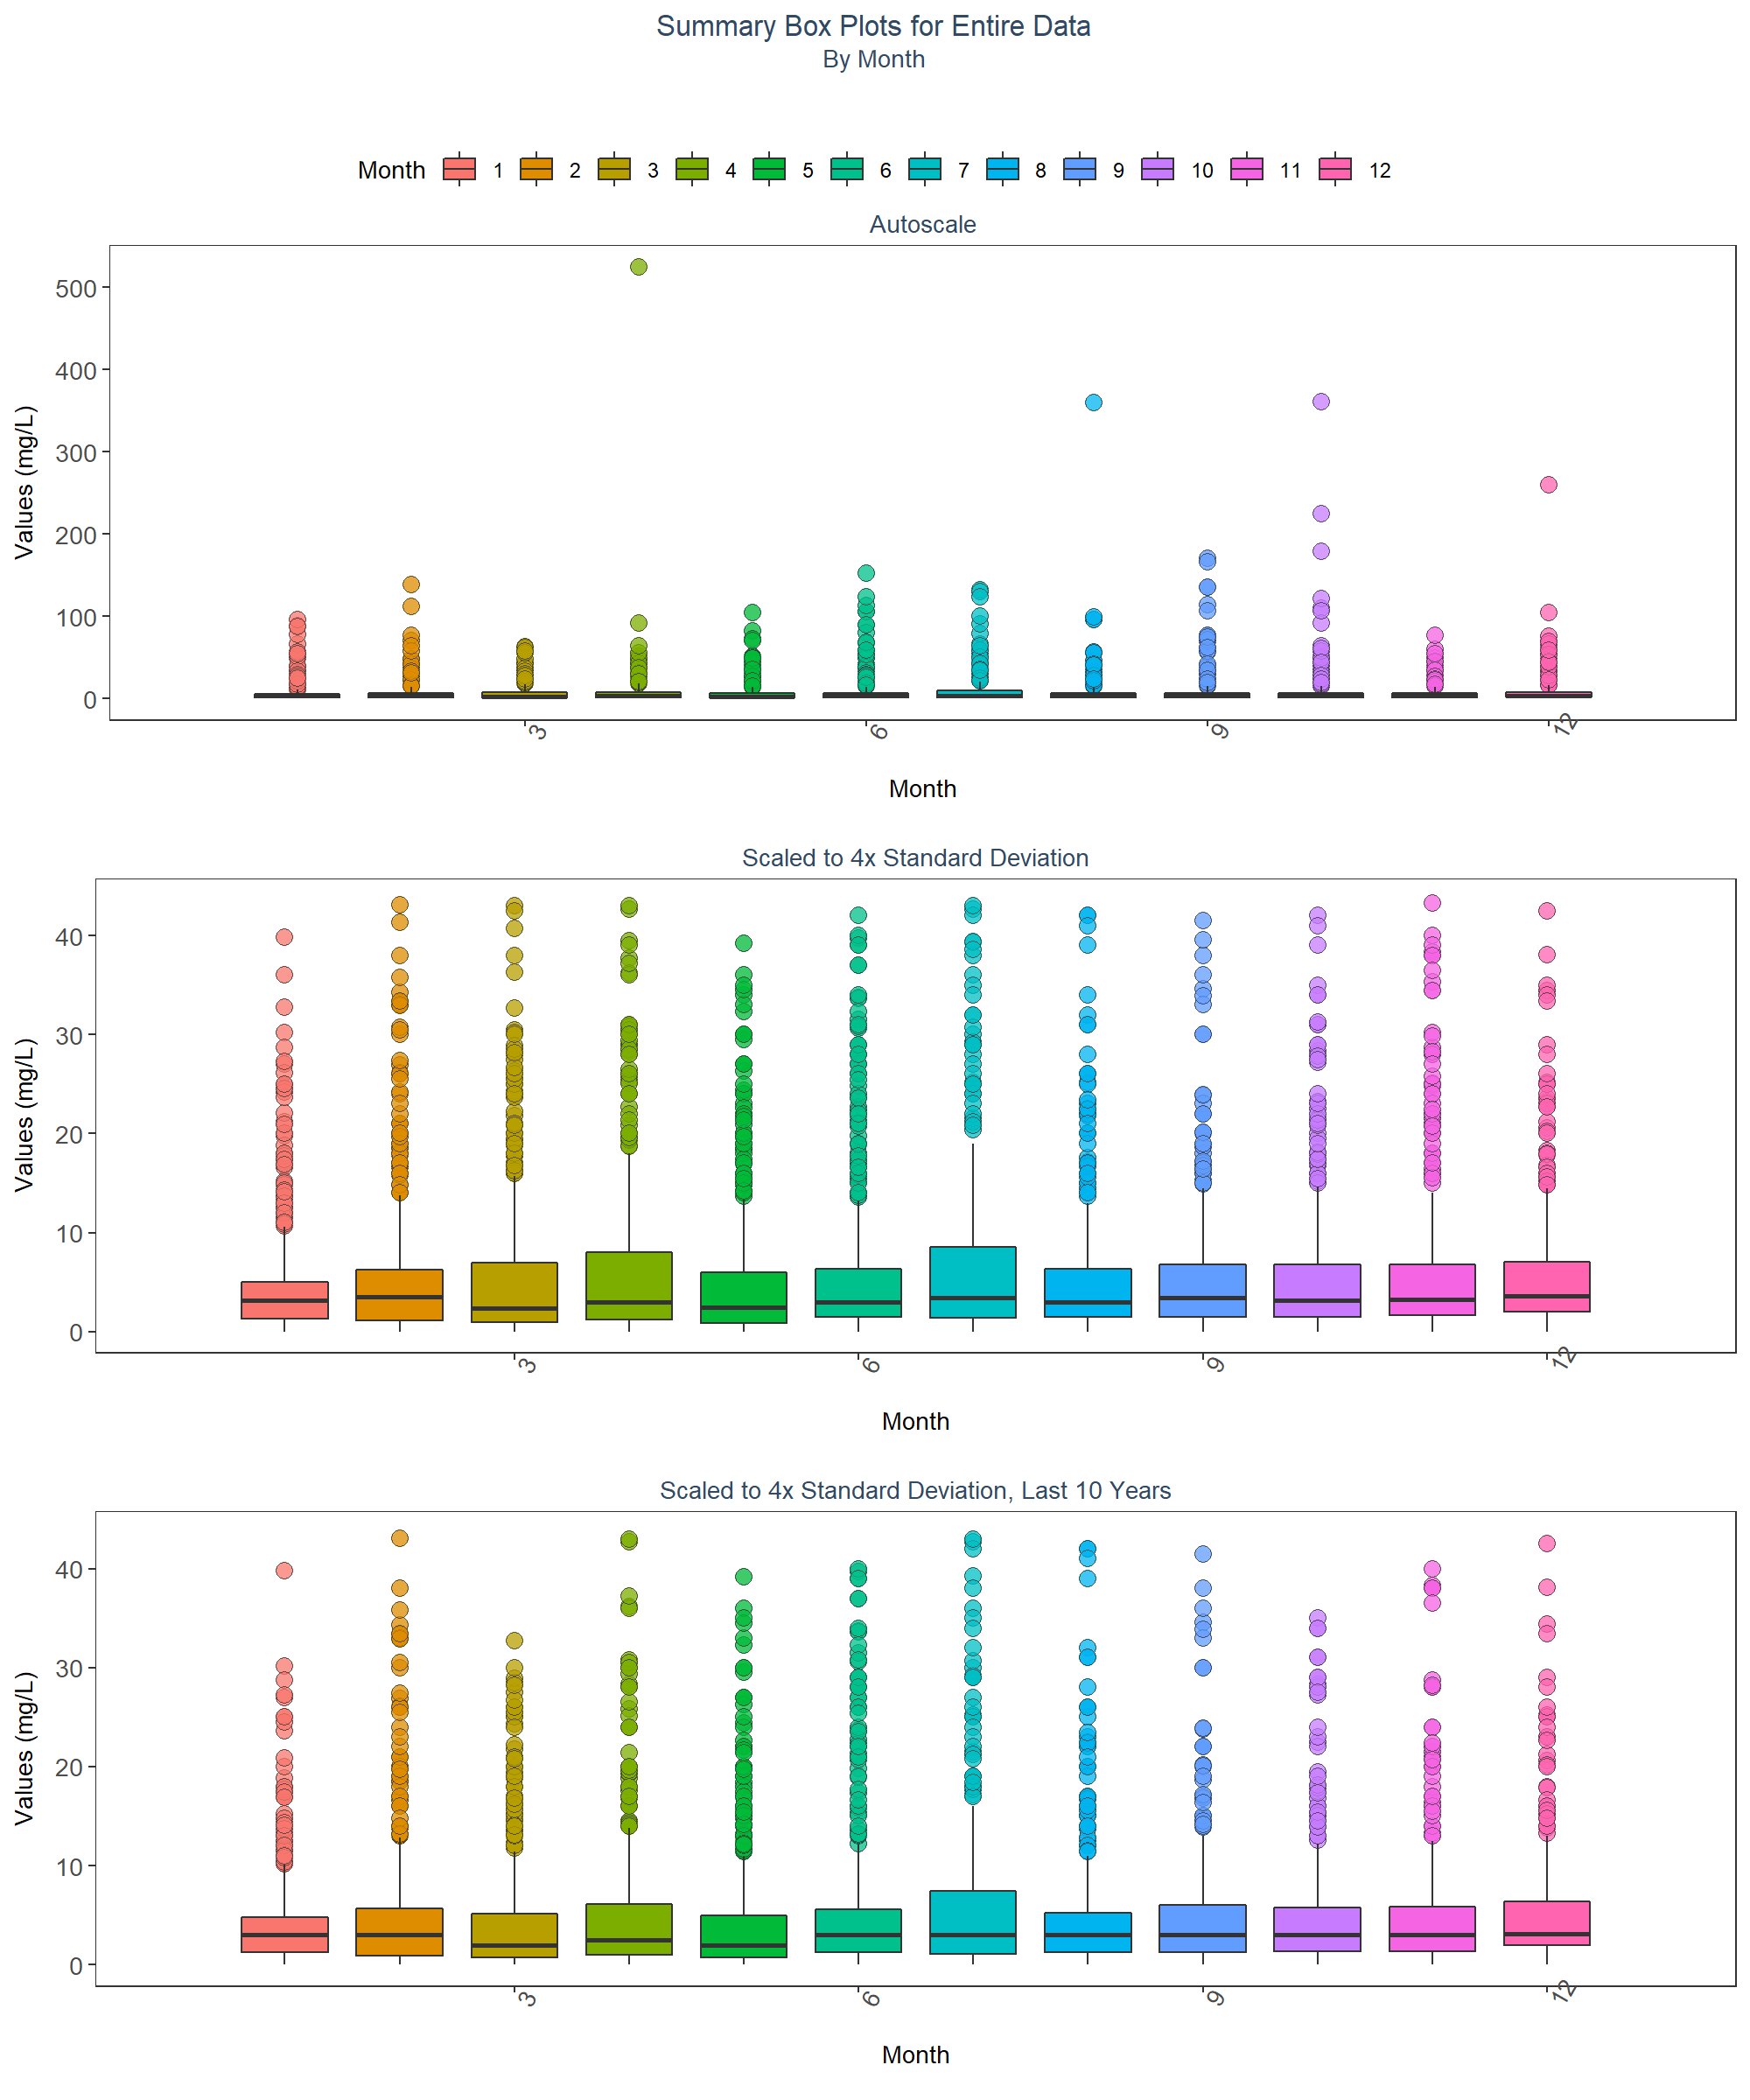 Summary Box Plots for Entire Data
By Month
Month 1 2 3 4 5 6 7 8 9 10 11 12
Autoscale
Values (mg/L)
500
400
300
200
100
0
3 6 9 12
Month
Scaled to 4x Standard Deviation
Values (mg/L)
40
30
20
10
0
3 6 9 12
Month
Scaled to 4x Standard Deviation, Last 10 Years
Values (mg/L)
40
30
20
10
0
3 6 9 12
Month